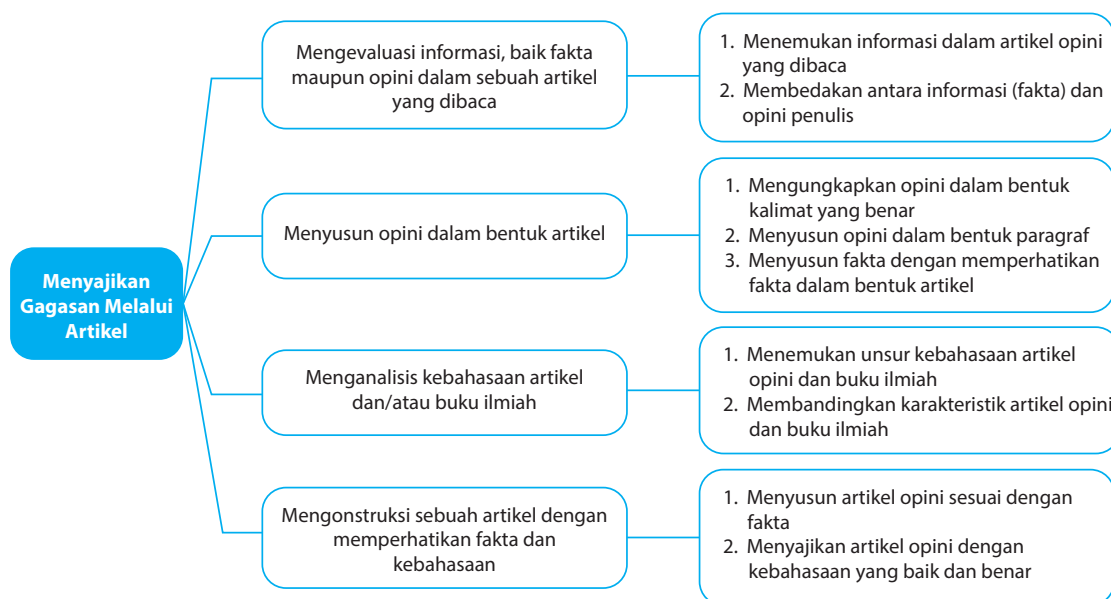 Menyajikan
Gagasan Melalui
Artikel
Mengevaluasi informasi, baik fakta
maupun opini dalam sebuah artikel
yang dibaca
1. Menemukan informasi dalam artikel opini
yang dibaca
2. Membedakan antara informasi (fakta) dan
opini penulis
Menyusun opini dalam bentuk artikel
1. Mengungkapkan opini dalam bentuk
kalimat yang benar
2. Menyusun opini dalam bentuk paragraf
3. Menyusun fakta dengan memperhatikan
fakta dalam bentuk artikel
Menganalisis kebahasaan artikel
dan/atau buku ilmiah
1. Menemukan unsur kebahasaan artikel
opini dan buku ilmiah
2. Membandingkan karakteristik artikel opini
dan buku ilmiah
Mengonstruksi sebuah artikel dengan
memperhatikan fakta dan
kebahasaan
1. Menyusun artikel opini sesuai dengan
fakta
2. Menyajikan artikel opini dengan
kebahasaan yang baik dan benar